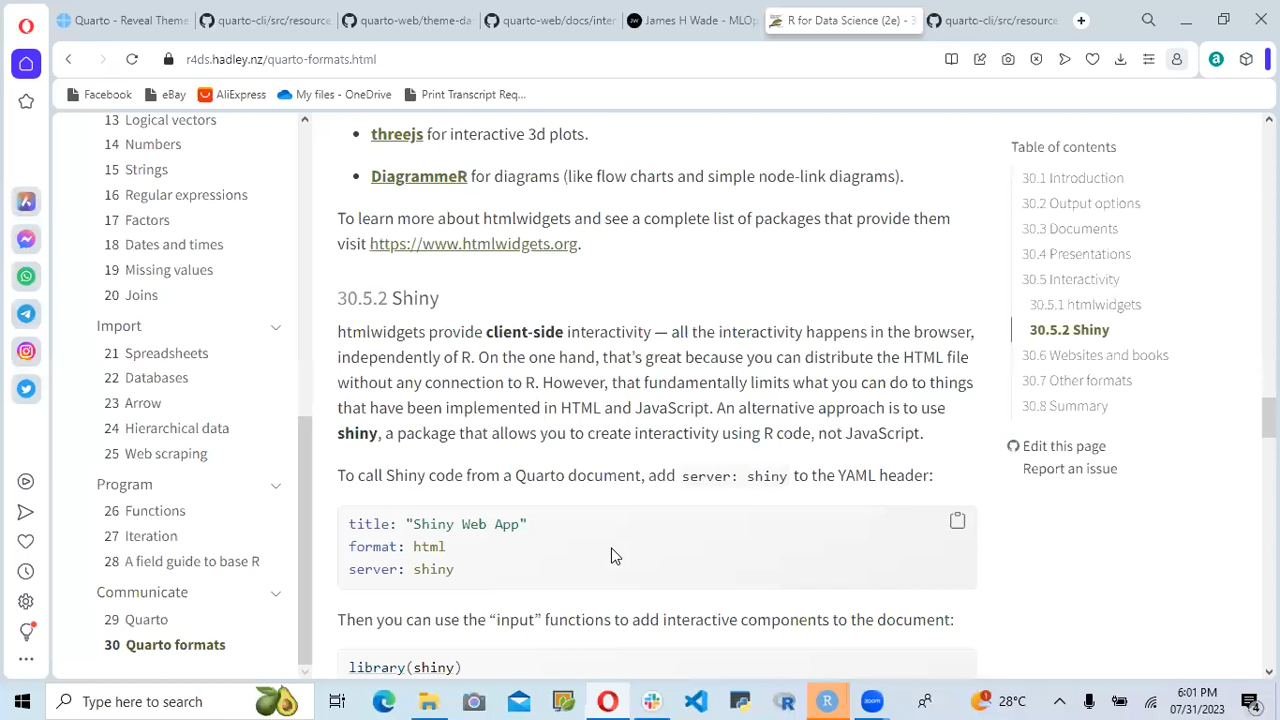 Quarto - Reveal Theme
quarto-cli/src/resource
quarto-web/theme-da
quarto-web/docs/inter
James H Wade - MLOp
R for Data Science (2e) - 3
quarto-cli/src/resource
r4ds.hadley.nz/quarto-formats.html
Facebook
eBay
AliExpress
My files - OneDrive
Print Transcript Req...
13 Logical vectors
14 Numbers
15 Strings
16 Regular expressions
17 Factors
18 Dates and times
19 Missing values
20 Joins
Import
21 Spreadsheets
22 Databases
23 Arrow
24 Hierarchical data
25 Web scraping
Program
26 Functions
27 Iteration
28 A field guide to base R
Communicate
29 Quarto
30 Quarto formats
• threejs for interactive 3d plots.
• DiagrammeR for diagrams (like flow charts and simple node-link diagrams).
To learn more about htmlwidgets and see a complete list of packages that provide them
visit https://www.htmlwidgets.org.
30.5.2 Shiny
htmlwidgets provide client-side interactivity — all the interactivity happens in the browser,
independently of R. On the one hand, that’s great because you can distribute the HTML file
without any connection to R. However, that fundamentally limits what you can do to things
that have been implemented in HTML and JavaScript. An alternative approach is to use
shiny, a package that allows you to create interactivity using R code, not JavaScript.
To call Shiny code from a Quarto document, add server: shiny to the YAML header:
title: "Shiny Web App"
format: html
server: shiny
Then you can use the “input” functions to add interactive components to the document:
library(shiny)
Table of contents
30.1 Introduction
30.2 Output options
30.3 Documents
30.4 Presentations
30.5 Interactivity
30.5.1 htmlwidgets
30.5.2 Shiny
30.6 Websites and books
30.7 Other formats
30.8 Summary
Edit this page
Report an issue
Type here to search
zoom
28°C
6:01 PM
07/31/2023